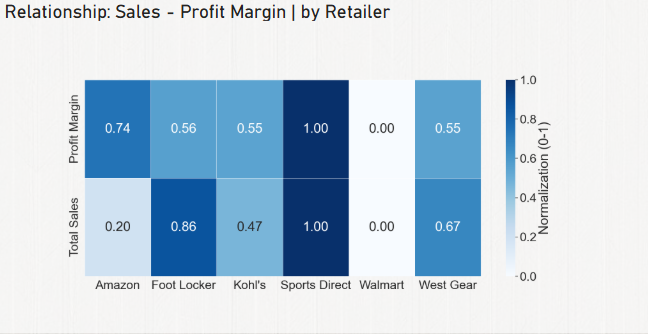 Relationship: Sales - Profit Margin | by Retailer
Profit Margin
0.74 0.56 0.55 1.00 0.00 0.55
Total Sales
0.20 0.86 0.47 1.00 0.00 0.67
Amazon Foot Locker Kohl's Sports Direct Walmart West Gear
1.0
0.8
0.6
0.4
0.2
0.0
Normalization (0-1)